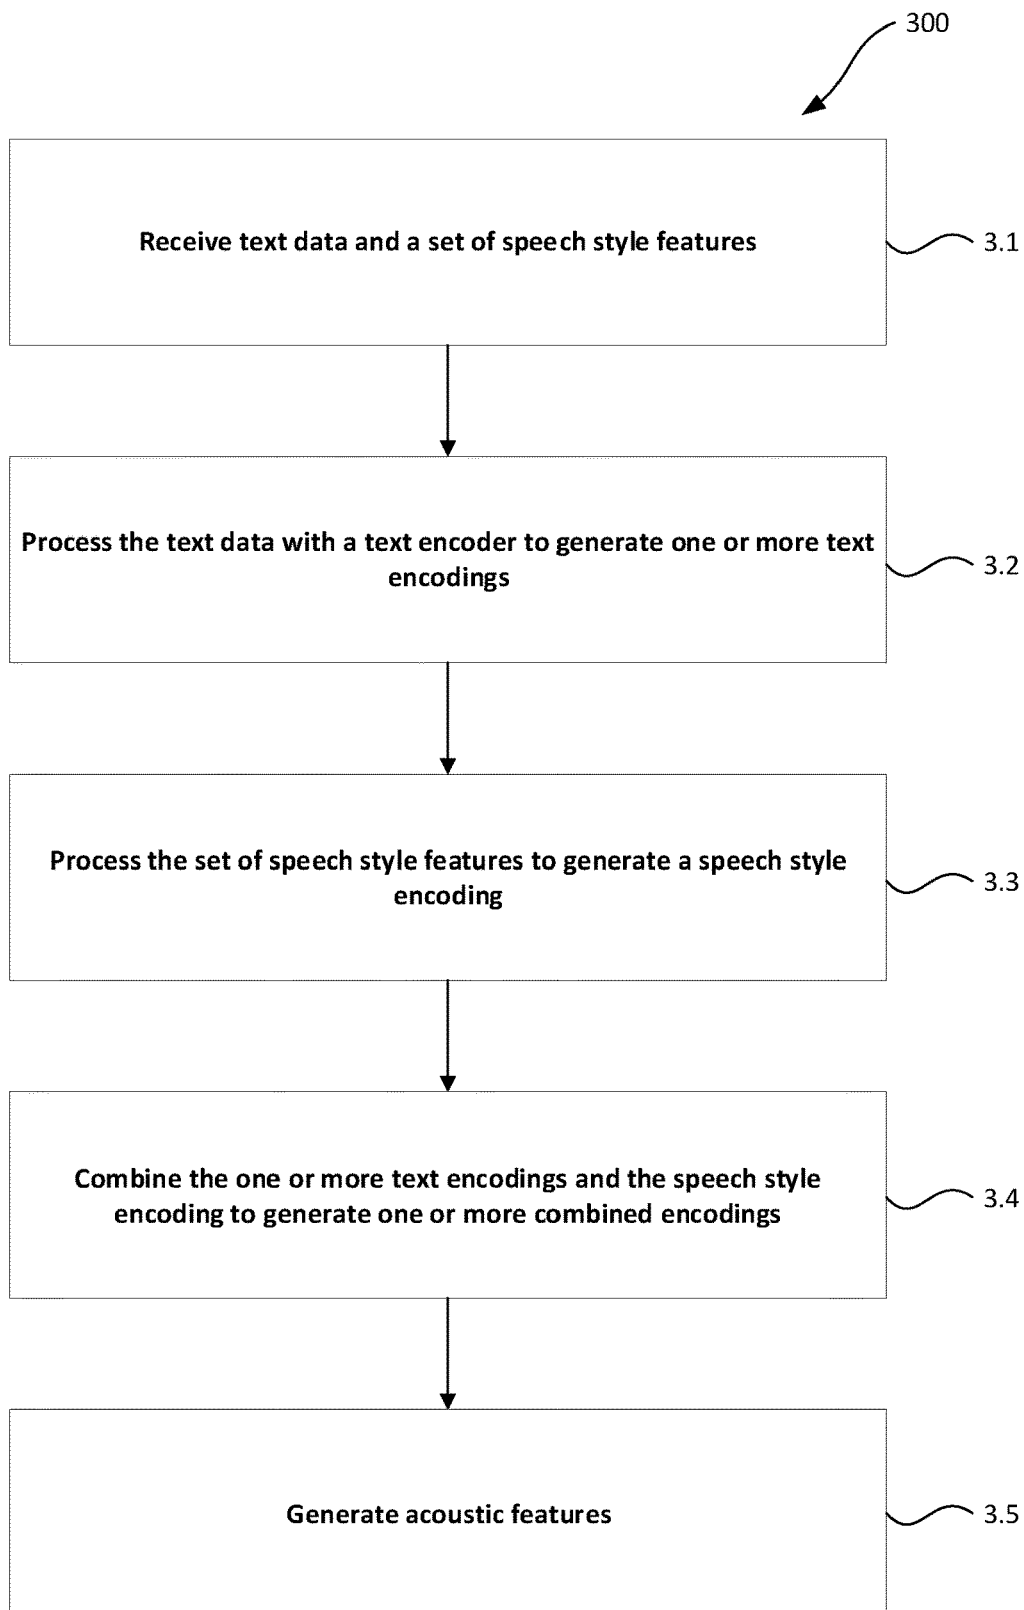 300
Receive text data and a set of speech style features
3.1
Process the text data with a text encoder to generate one or more text
encodings
3.2
Process the set of speech style features to generate a speech style
encoding
3.3
Combine the one or more text encodings and the speech style
encoding to generate one or more combined encodings
3.4
Generate acoustic features
3.5